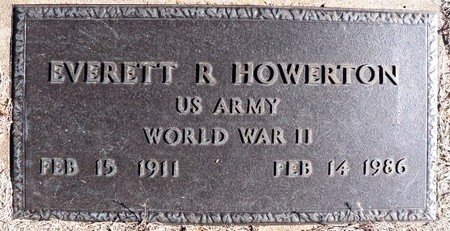 EVERETT R HOWERTON
US ARMY
WORLD WAR II
FEB 15 1911 FEB 14 1986